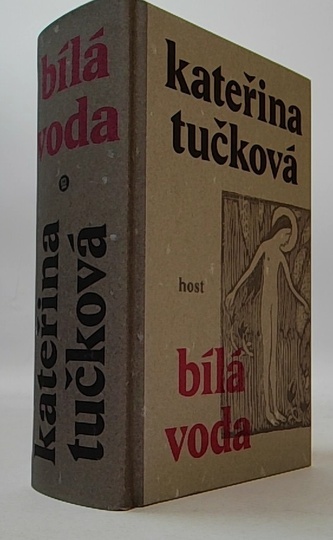 bílá
voda
kateřina
tučková
kateřina
tučková
host
bílá
voda